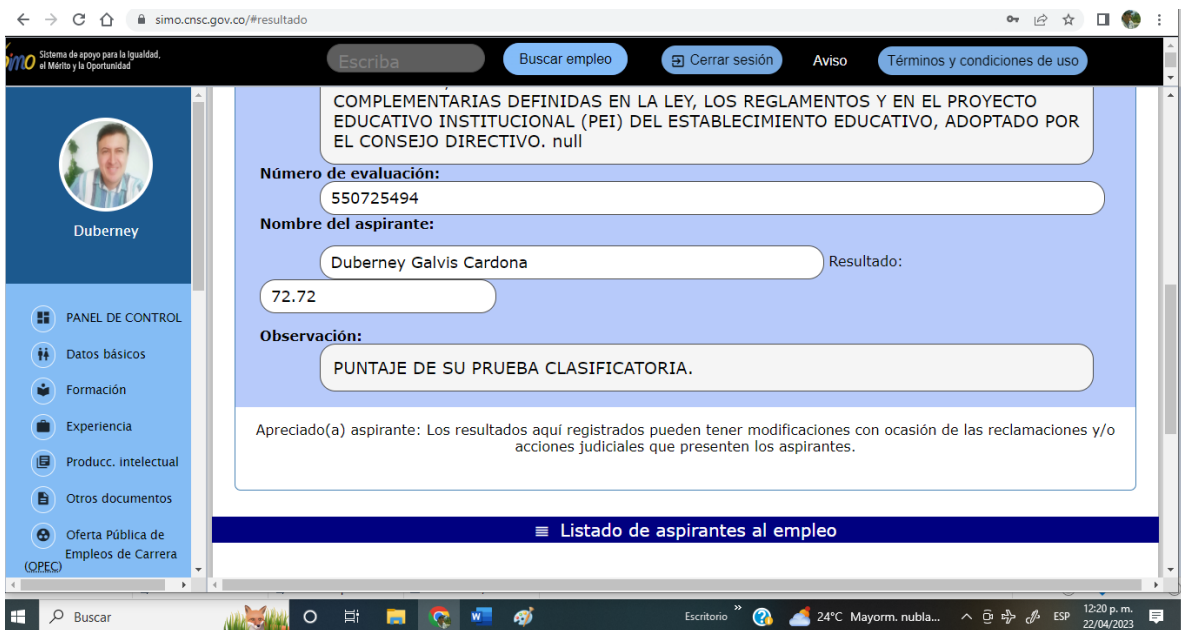 simo.cnsc.gov.co/#resultado
simo Sistema de apoyo para la Igualdad,
el Mérito y la Oportunidad
Escriba
Buscar empleo
Cerrar sesión
Aviso
Términos y condiciones de uso
Duberney
PANEL DE CONTROL
Datos básicos
Formación
Experiencia
Producc. intelectual
Otros documentos
Oferta Pública de
Empleos de Carrera
(OPEC)
COMPLEMENTARIAS DEFINIDAS EN LA LEY, LOS REGLAMENTOS Y EN EL PROYECTO
EDUCATIVO INSTITUCIONAL (PEI) DEL ESTABLECIMIENTO EDUCATIVO, ADOPTADO POR
EL CONSEJO DIRECTIVO. null
Número de evaluación:
550725494
Nombre del aspirante:
Duberney Galvis Cardona Resultado:
72.72
Observación:
PUNTAJE DE SU PRUEBA CLASIFICATORIA.
Apreciado(a) aspirante: Los resultados aquí registrados pueden tener modificaciones con ocasión de las reclamaciones y/o
acciones judiciales que presenten los aspirantes.
Listado de aspirantes al empleo
Buscar
Escritorio
24°C Mayorm. nubla...
ESP
12:20 p. m.
22/04/2023